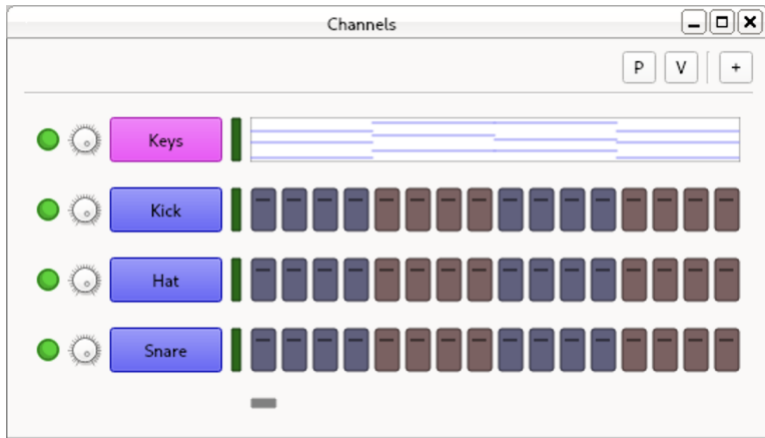 Channels
P V +
Keys
Kick
Hat
Snare